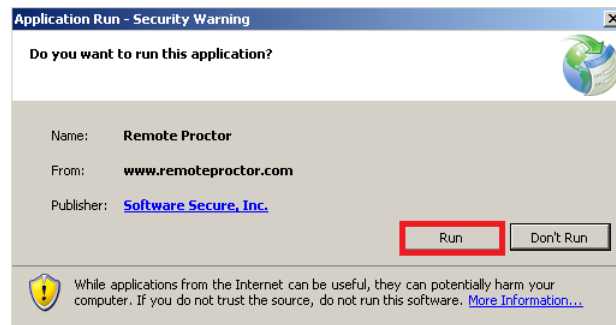 Application Run - Security Warning
Do you want to run this application?
Name: Remote Proctor
From: www.remoteproctor.com
Publisher: Software Secure, Inc.
Run Don't Run
While applications from the Internet can be useful, they can potentially harm your
computer. If you do not trust the source, do not run this software. More Information...